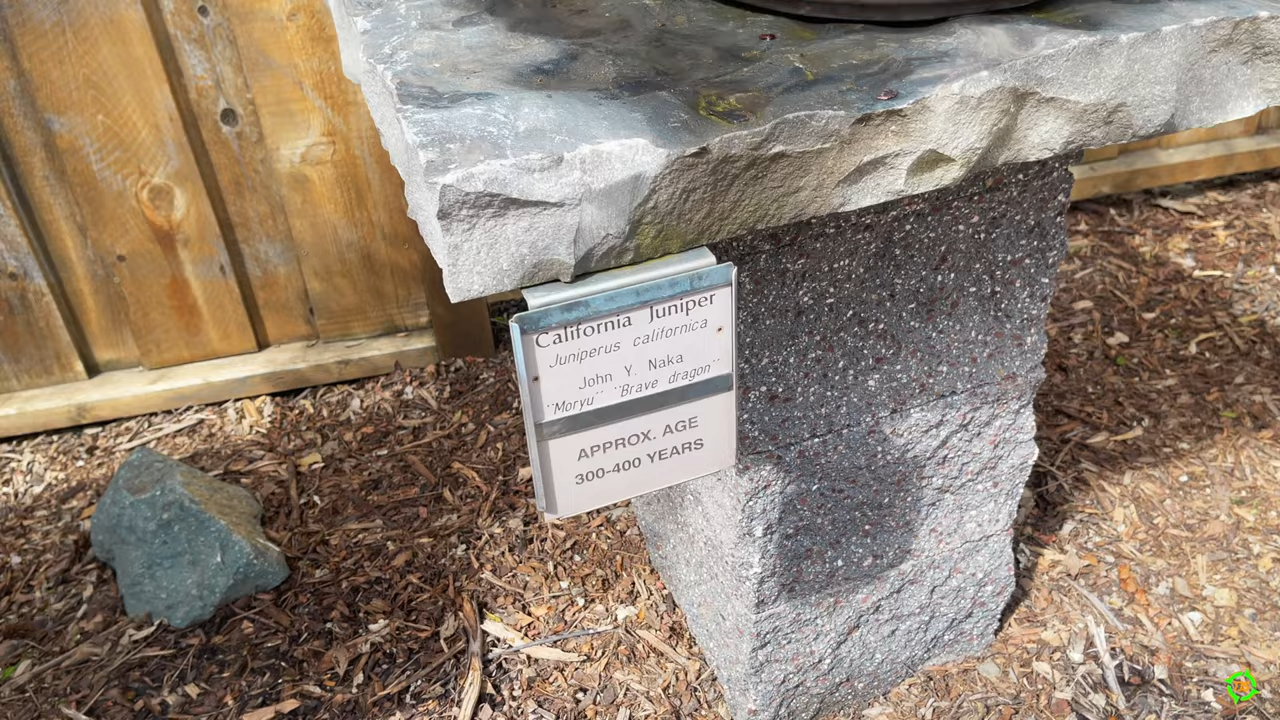 California Juniper
Juniperus californica
John Y. Naka
"Moryu" "Brave dragon"
APPROX. AGE
300-400 YEARS